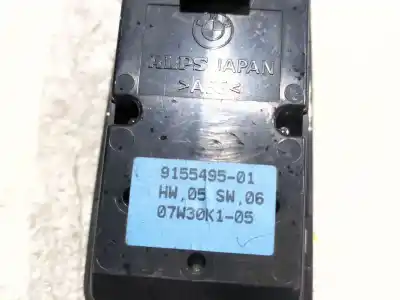 ALPS JAPAN
>ABS<
9155495-01
HW,05 SW,06
07W30K1-05